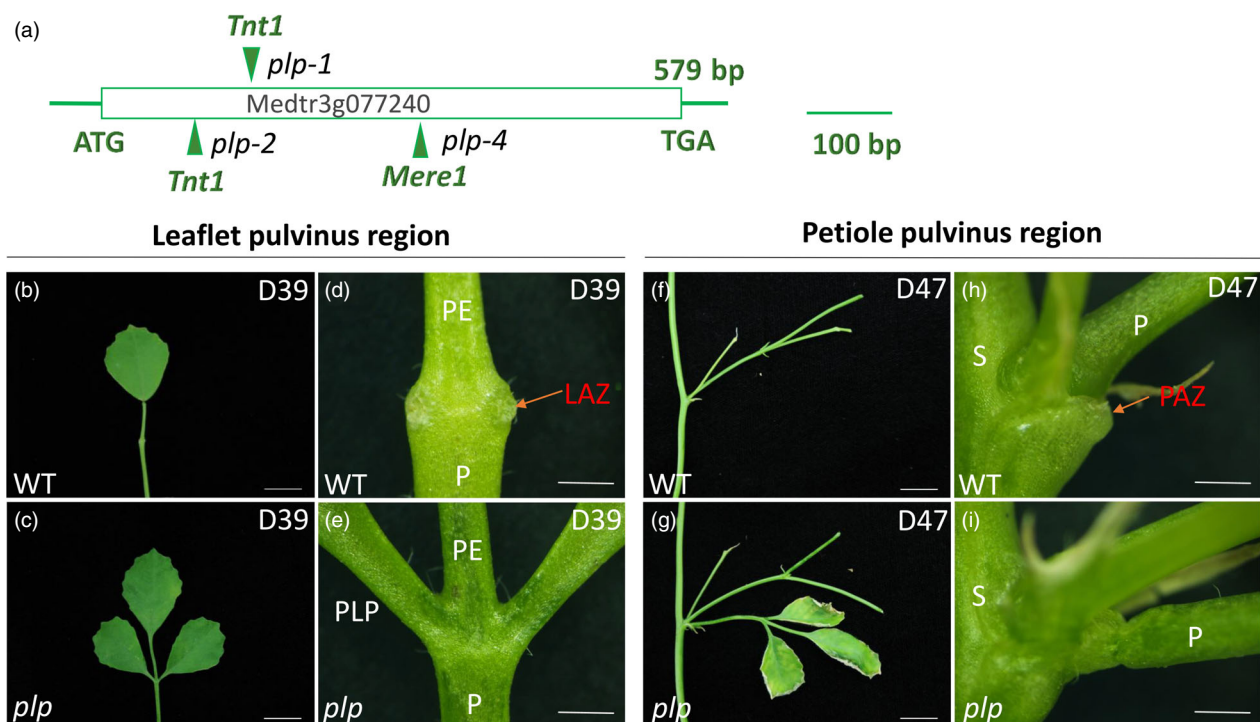 (a)
Tnt1
plp-1
579 bp
Medtr3g077240
ATG
plp-2
plp-4
TGA
100 bp
Tnt1
Mere1
Leaflet pulvinus region
Petiole pulvinus region
(b)
D39
WT
(d)
D39
PE
LAZ
P
WT
(f)
D47
WT
(h)
D47
P
S
PAZ
WT
(c)
D39
plp
(e)
D39
PE
PLP
P
plp
(g)
D47
plp
(i)
S
P
plp